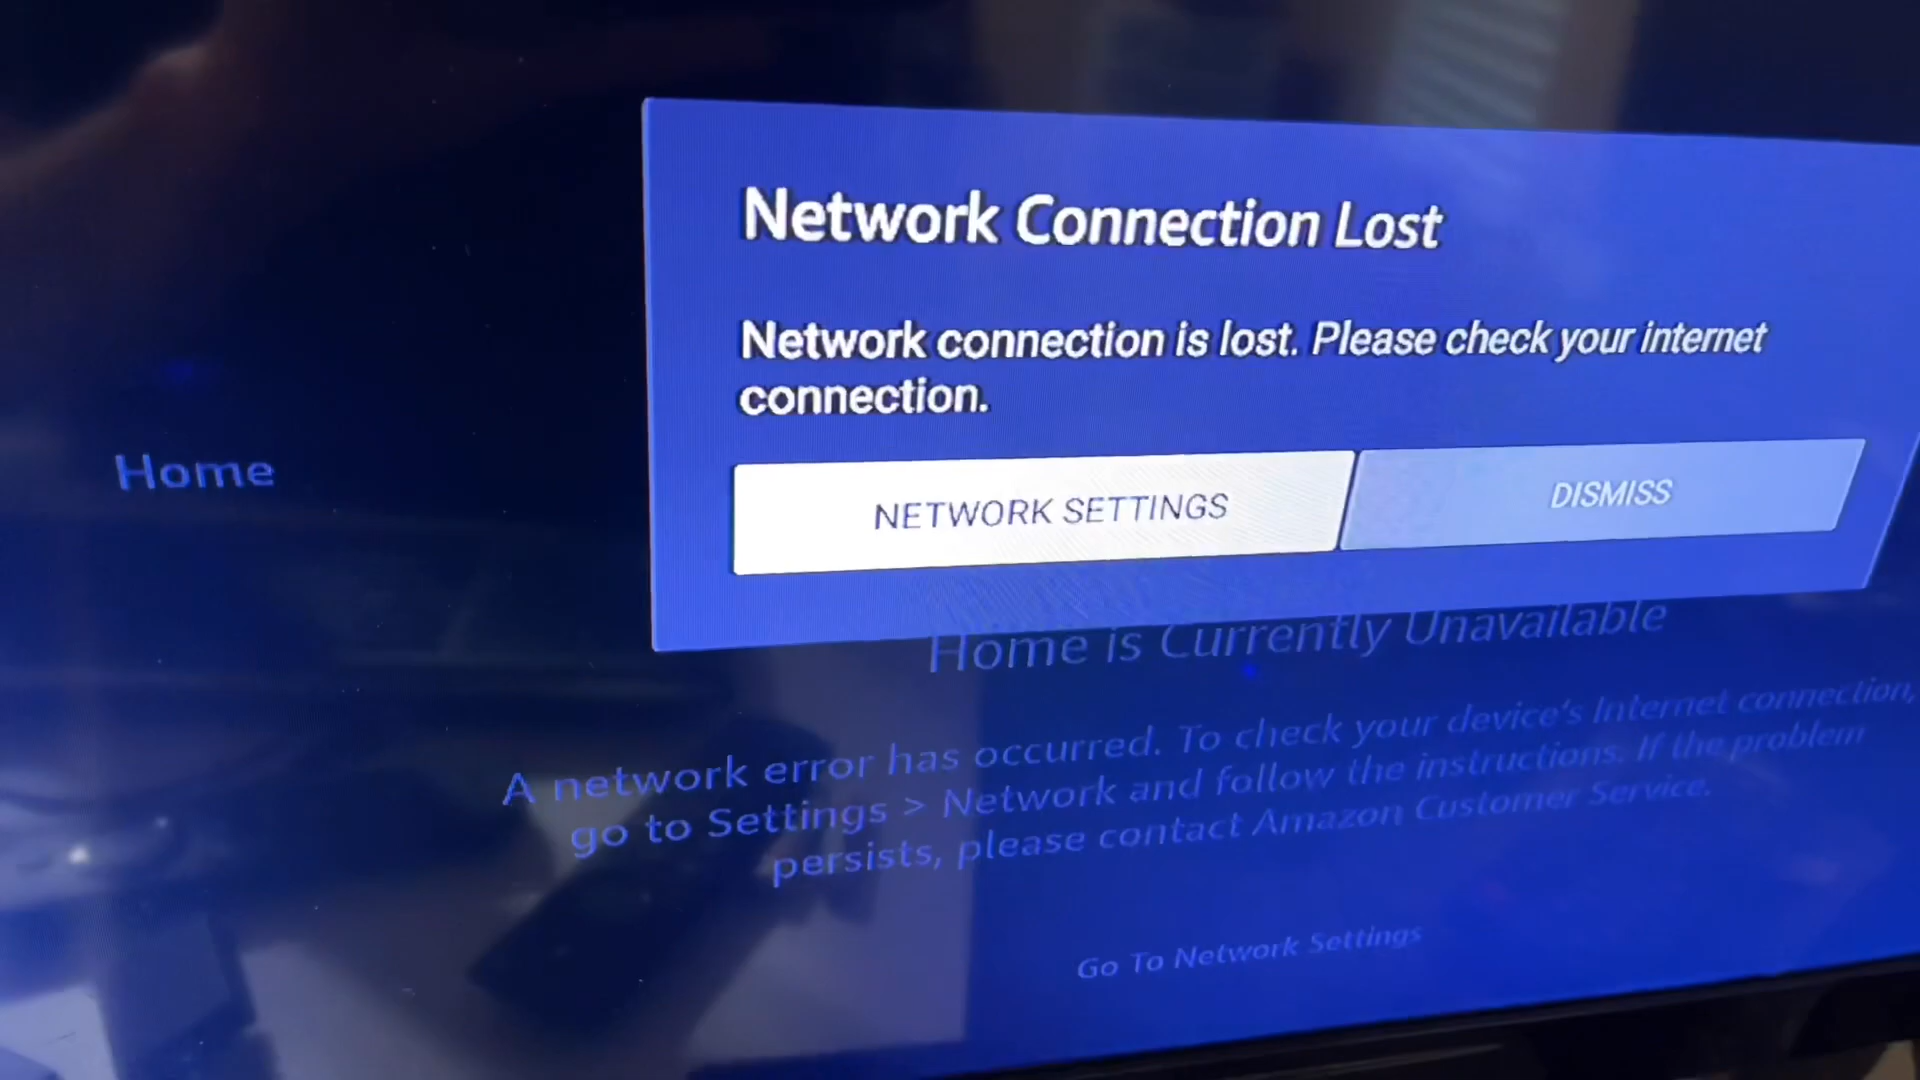 Network Connection Lost
Network connection is lost. Please check your internet
connection.
NETWORK SETTINGS
DISMISS
Home
Home is Currently Unavailable
A network error has occurred. To check your device's Internet connection,
go to Settings > Network and follow the instructions. If the problem
persists, please contact Amazon Customer Service.
Go To Network Settings